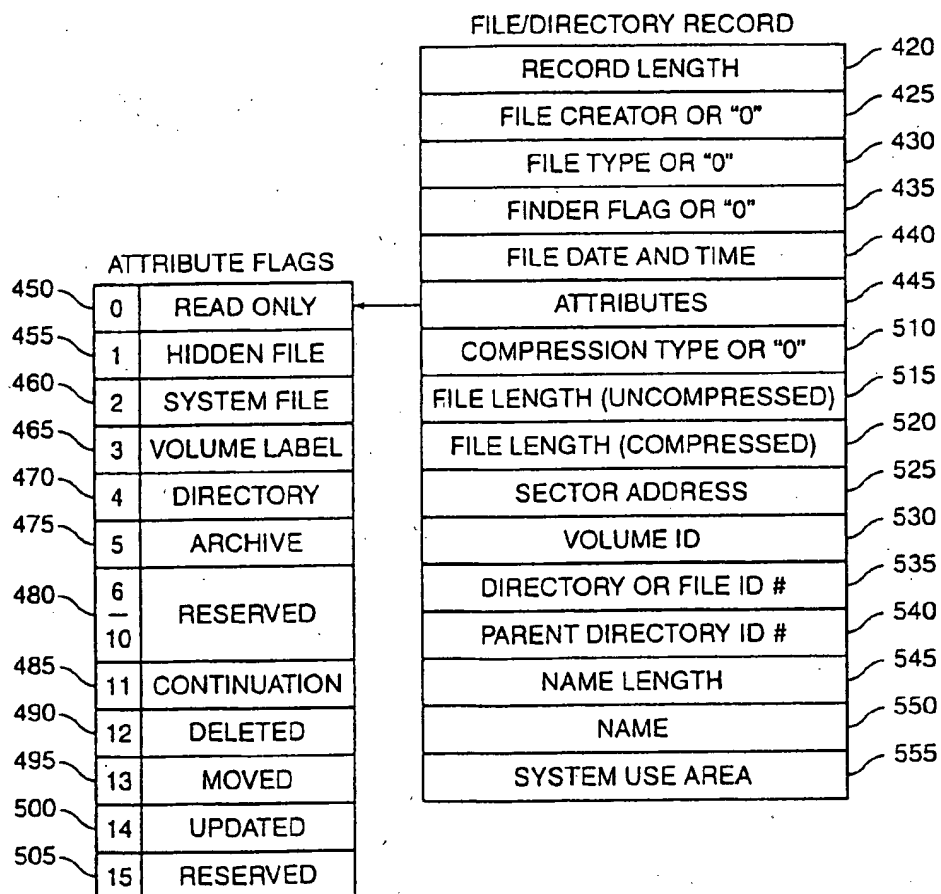 FILE/DIRECTORY RECORD
RECORD LENGTH 420
FILE CREATOR OR “0” 425
FILE TYPE OR “0” 430
FINDER FLAG OR “0” 435
FILE DATE AND TIME 440
ATTRIBUTES 445
COMPRESSION TYPE OR “0” 510
FILE LENGTH (UNCOMPRESSED) 515
FILE LENGTH (COMPRESSED) 520
SECTOR ADDRESS 525
VOLUME ID 530
DIRECTORY OR FILE ID # 535
PARENT DIRECTORY ID # 540
NAME LENGTH 545
NAME 550
SYSTEM USE AREA 555
ATTRIBUTE FLAGS
450 0 READ ONLY
455 1 HIDDEN FILE
460 2 SYSTEM FILE
465 3 VOLUME LABEL
470 4 DIRECTORY
475 5 ARCHIVE
480 6 — 10 RESERVED
485 11 CONTINUATION
490 12 DELETED
495 13 MOVED
500 14 UPDATED
505 15 RESERVED